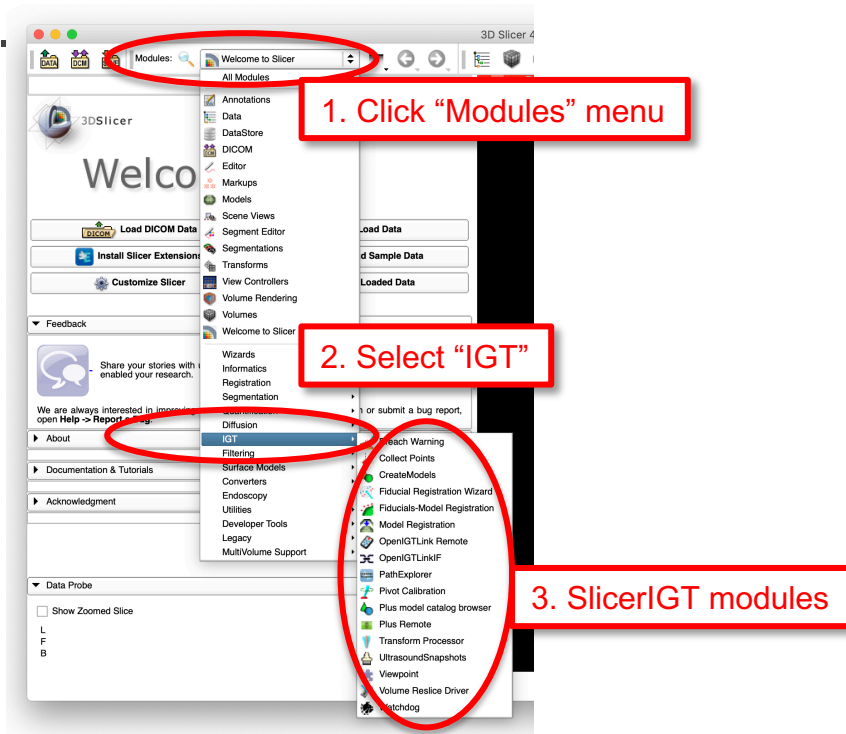 3D Slicer 4
DATA DCM Modules: Welcome to Slicer
All Modules
1. Click “Modules” menu
3DSlicer
Welco
Load DICOM Data
Load Data
Install Slicer Extensions
d Sample Data
Customize Slicer
Loaded Data
Feedback
Share your stories with u
enabled your research.
We are always interested in improving
n or submit a bug report,
open Help -> Report a Bug.
About
Documentation & Tutorials
Acknowledgment
Data Probe
Show Zoomed Slice
L
F
B
Annotations
Data
DataStore
DICOM
Editor
Markups
Models
Scene Views
Segment Editor
Segmentations
Transforms
View Controllers
Volume Rendering
Volumes
Welcome to Slicer
2. Select “IGT”
Wizards
Informatics
Registration
Segmentation
Quantification
Diffusion
IGT
Filtering
Surface Models
Converters
Endoscopy
Utilities
Developer Tools
Legacy
MultiVolume Support
Breach Warning
Collect Points
CreateModels
Fiducial Registration Wizard
Fiducials-Model Registration
Model Registration
OpenIGTLink Remote
OpenIGTLinkIF
PathExplorer
Pivot Calibration
Plus model catalog browser
Plus Remote
Transform Processor
UltrasoundSnapshots
Viewpoint
Volume Reslice Driver
Watchdog
3. SlicerIGT modules